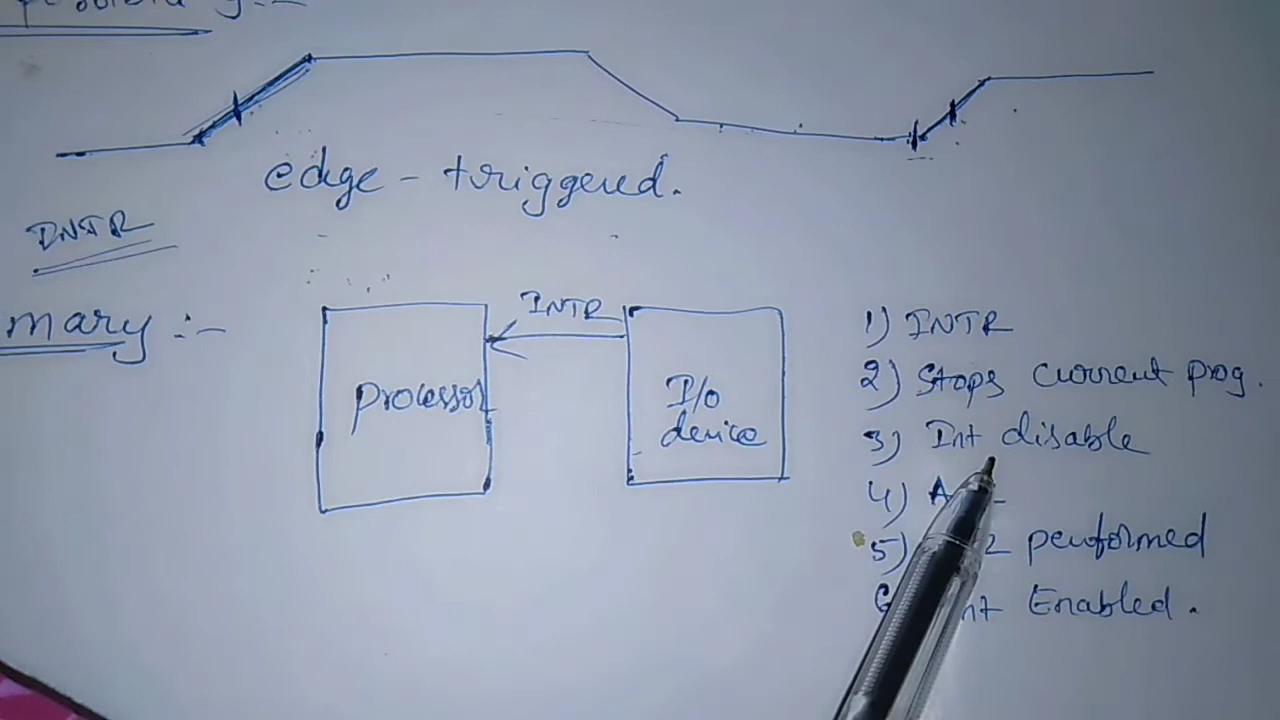 edge - triggered.
INTR
mary :-
INTR
Processor
I/o
device
1) INTR
2) Stops current prog.
3) Int disable
4) A
5) performed
Enabled.